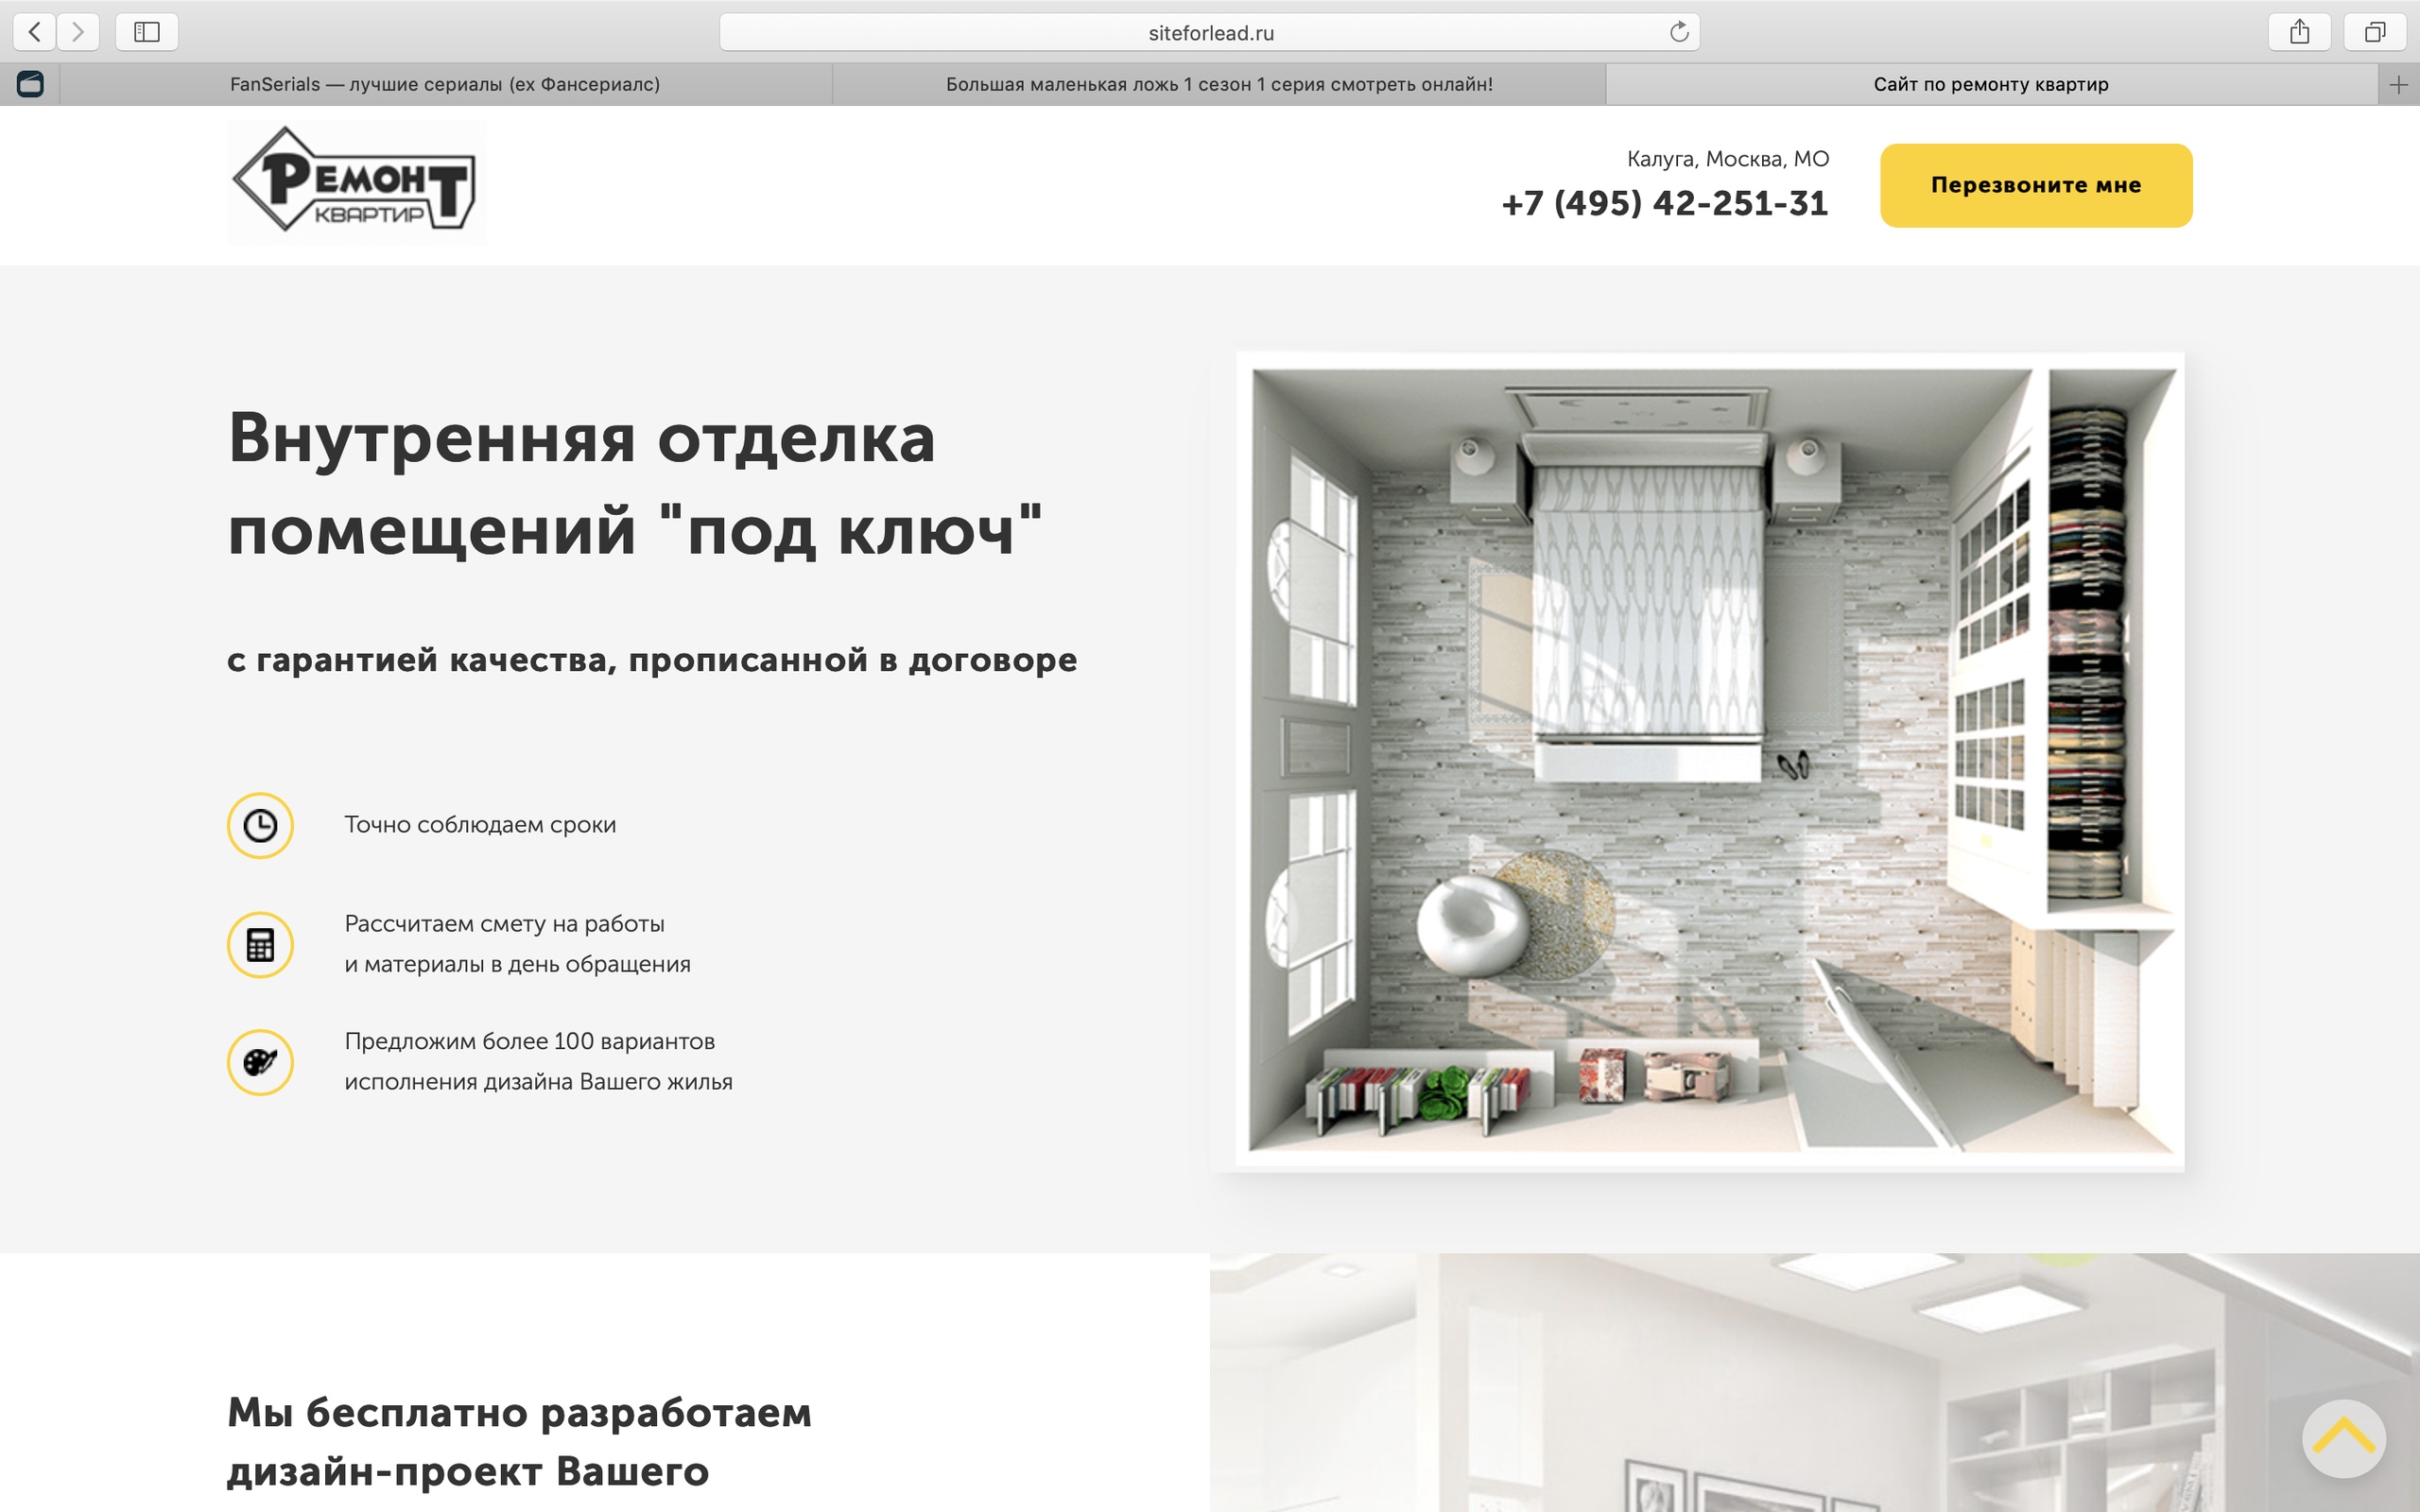 siteforlead.ru
FanSerials — лучшие сериалы (ex Фансериалс)
Большая маленькая ложь 1 сезон 1 серия смотреть онлайн!
Сайт по ремонту квартир
РемонТ
КВАРТИР
Калуга, Москва, МО
+7 (495) 42-251-31
Перезвоните мне
Внутренняя отделка
помещений "под ключ"
с гарантией качества, прописанной в договоре
Точно соблюдаем сроки
Рассчитаем смету на работы
и материалы в день обращения
Предложим более 100 вариантов
исполнения дизайна Вашего жилья
Мы бесплатно разработаем
дизайн-проект Вашего